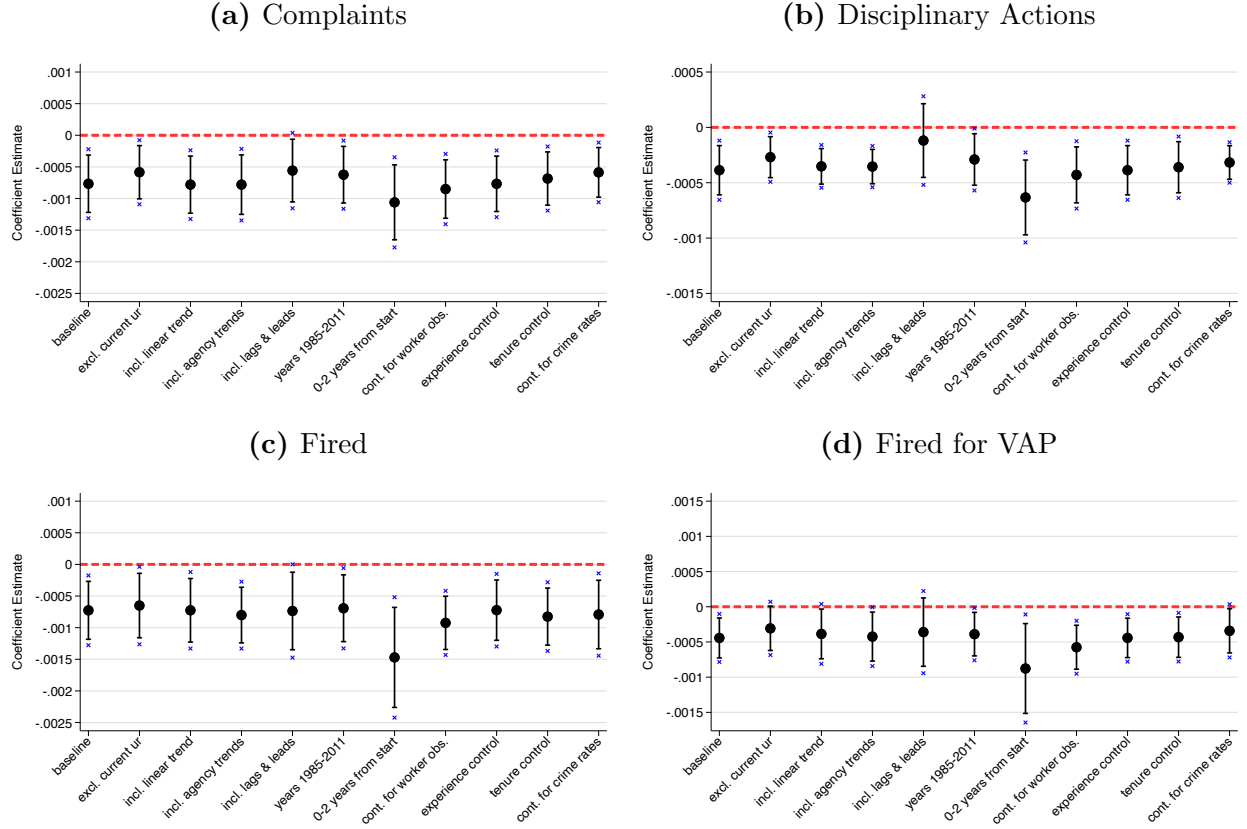 (a) Complaints
.001
.0005
0
-.0005
-.001
-.0015
-.002
-.0025
Coefficient Estimate
baseline
excl. current ur
incl. linear trend
incl. agency trends
incl. lags & leads
years 1985-2011
0-2 years from start
cont. for worker obs.
experience control
tenure control
cont. for crime rates
(b) Disciplinary Actions
.0005
0
-.0005
-.001
-.0015
Coefficient Estimate
baseline
excl. current ur
incl. linear trend
incl. agency trends
incl. lags & leads
years 1985-2011
0-2 years from start
cont. for worker obs.
experience control
tenure control
cont. for crime rates
(c) Fired
.001
.0005
0
-.0005
-.001
-.0015
-.002
-.0025
Coefficient Estimate
baseline
excl. current ur
incl. linear trend
incl. agency trends
incl. lags & leads
years 1985-2011
0-2 years from start
cont. for worker obs.
experience control
tenure control
cont. for crime rates
(d) Fired for VAP
.0015
.001
.0005
0
-.0005
-.001
-.0015
Coefficient Estimate
baseline
excl. current ur
incl. linear trend
incl. agency trends
incl. lags & leads
years 1985-2011
0-2 years from start
cont. for worker obs.
experience control
tenure control
cont. for crime rates